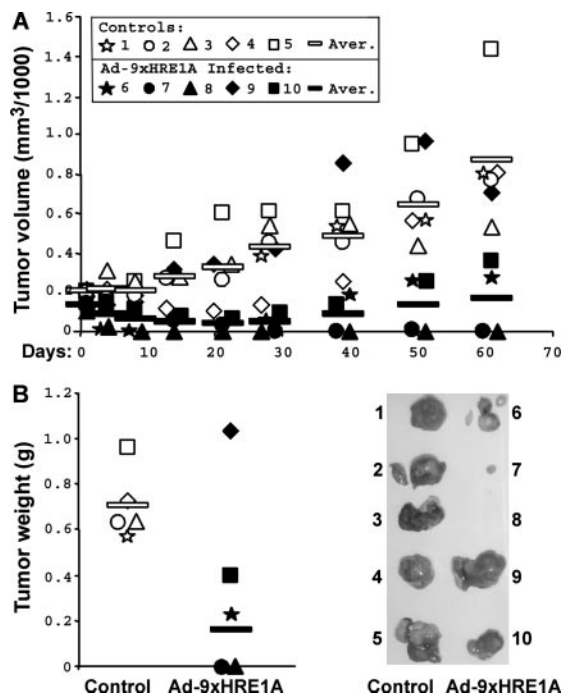 A
Controls:
1 2 3 4 5 Aver.
Ad-9xHRE1A Infected:
6 7 8 9 10 Aver.
Tumor volume (mm³/1000)
1.6
1.4
1.2
1.0
0.8
0.6
0.4
0.2
0
Days: 0 10 20 30 40 50 60 70
B
Tumor weight (g)
1.2
1.0
0.8
0.6
0.4
0.2
0
Control Ad-9xHRE1A
1 6
2 7
3 8
4 9
5 10
Control Ad-9xHRE1A